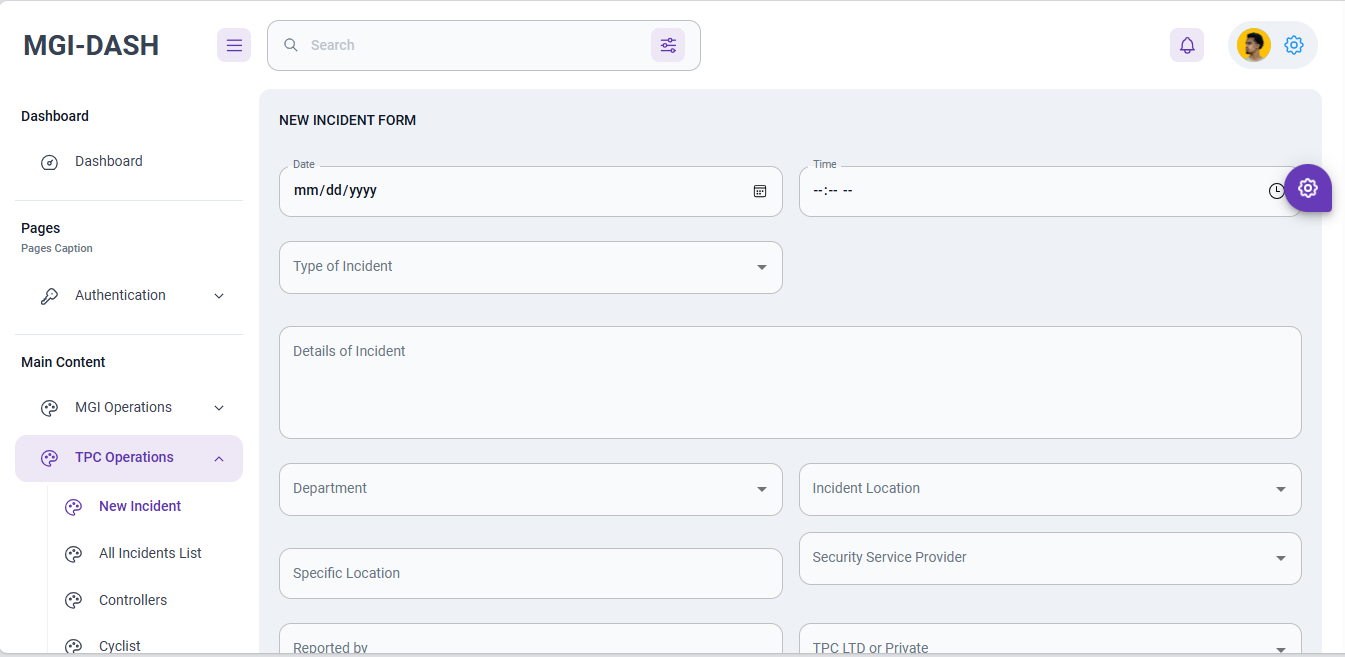 MGI-DASH
Search
Dashboard
Dashboard
Pages
Pages Caption
Authentication
Main Content
MGI Operations
TPC Operations
New Incident
All Incidents List
Controllers
Cyclist
NEW INCIDENT FORM
Date
mm/dd/yyyy
Time
--:-- --
Type of Incident
Details of Incident
Department
Incident Location
Specific Location
Security Service Provider
Reported by
TPC LTD or Private